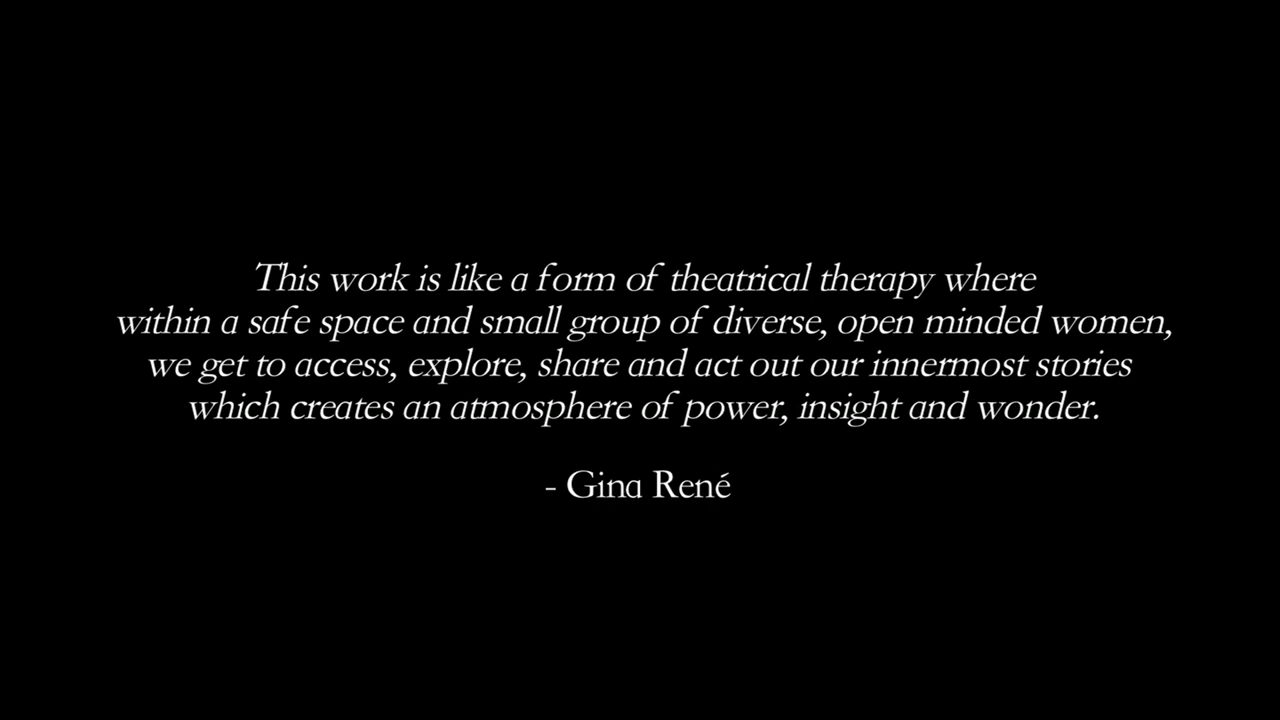 This work is like a form of theatrical therapy where
within a safe space and small group of diverse, open minded women,
we get to access, explore, share and act out our innermost stories
which creates an atmosphere of power, insight and wonder.
- Gina René